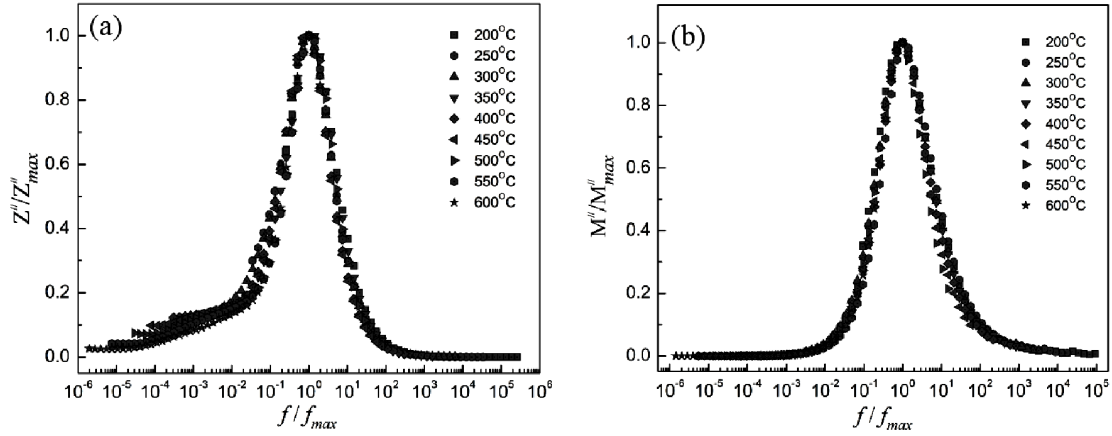 (a)
Z''/Z''max
1.0
0.8
0.6
0.4
0.2
0.0
200°C
250°C
300°C
350°C
400°C
450°C
500°C
550°C
600°C
10-6 10-5 10-4 10-3 10-2 10-1 100 101 102 103 104 105 106
f / fmax
(b)
M''/M''max
1.0
0.8
0.6
0.4
0.2
0.0
200°C
250°C
300°C
350°C
400°C
450°C
500°C
550°C
600°C
10-6 10-5 10-4 10-3 10-2 10-1 100 101 102 103 104 105
f / fmax